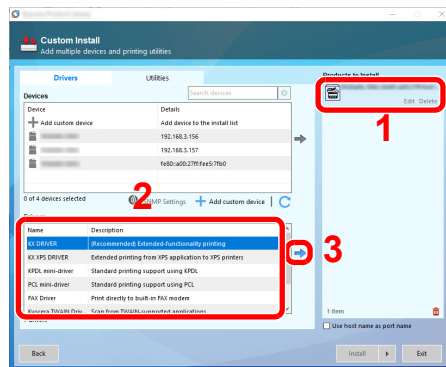 Custom Install
Add multiple devices and printing utilities
Drivers
Utilities
Products to Install
Devices
Search devices
Device
Details
Add custom device
Add device to the install list
192.168.3.156
192.168.3.157
fe80::a00:27ff:fee5:7fb0
Edit Delete
1
2
0 of 4 devices selected
SNMP Settings
Add custom device
Name
Description
KX DRIVER
(Recommended) Extended-functionality printing
3
KX XPS DRIVER
Extended printing from XPS application to XPS printers
KPDL mini-driver
Standard printing support using KPDL
PCL mini-driver
Standard printing support using PCL
FAX Driver
Print directly to built-in FAX modem
Kyocera TWAIN Driv
Scan from TWAIN-supported applications
1 item
Use host name as port name
Back
Install
Exit